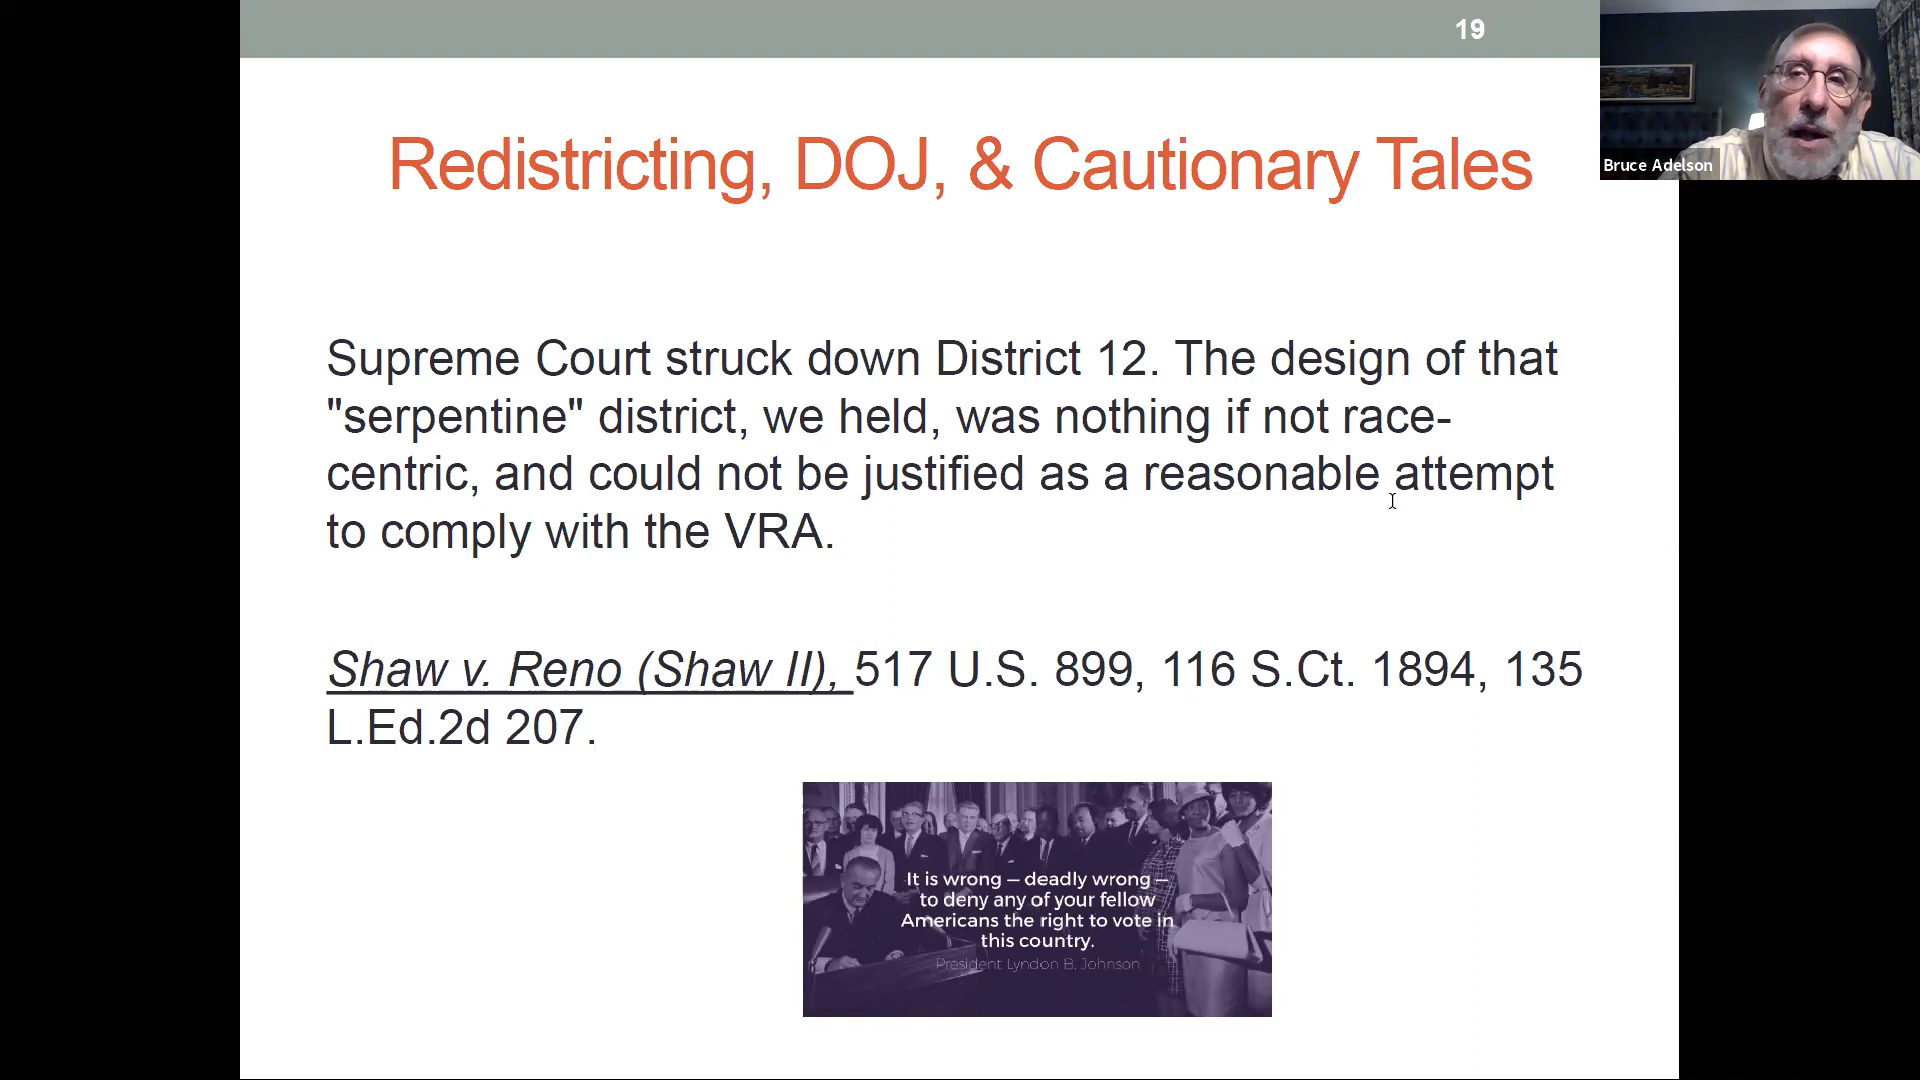 19
Bruce Adelson
Redistricting, DOJ, & Cautionary Tales
Supreme Court struck down District 12. The design of that
"serpentine" district, we held, was nothing if not race-
centric, and could not be justified as a reasonable attempt
to comply with the VRA.
Shaw v. Reno (Shaw II), 517 U.S. 899, 116 S.Ct. 1894, 135
L.Ed.2d 207.
It is wrong – deadly wrong –
to deny any of your fellow
Americans the right to vote in
this country.
President Lyndon B. Johnson